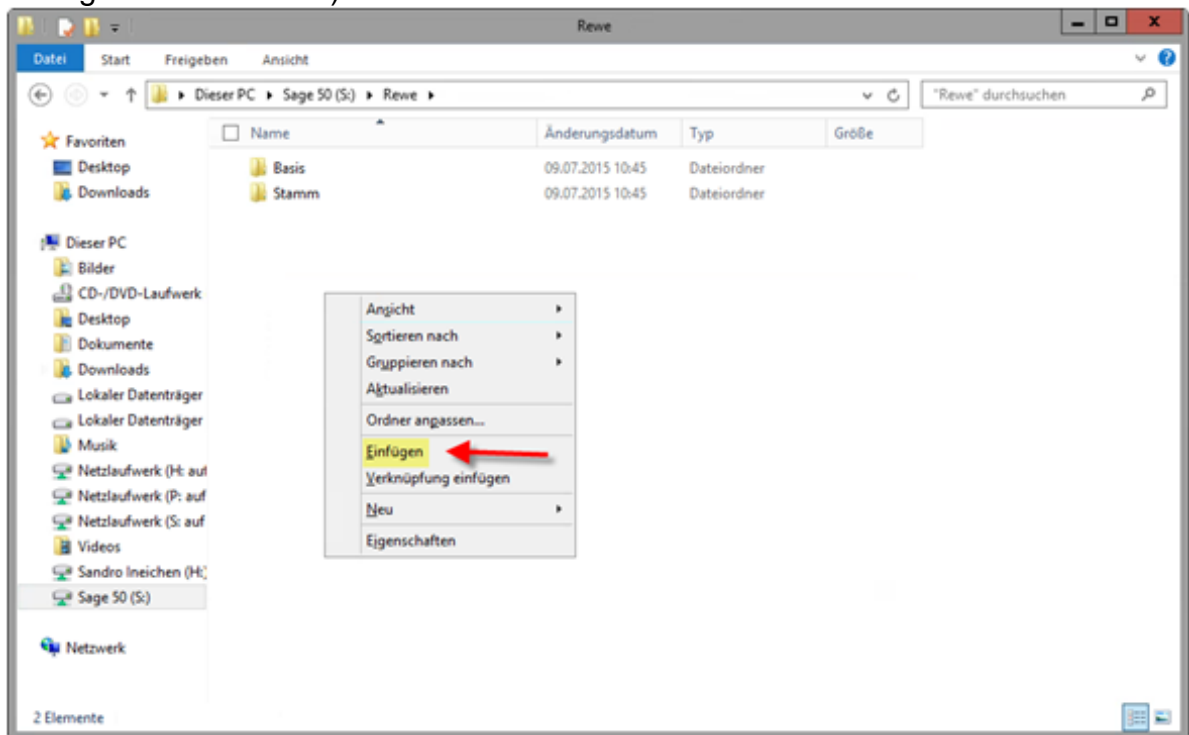 Rewe
Datei Start Freigeben Ansicht
Dieser PC Sage 50 (S:) Rewe "Rewe" durchsuchen
Name Änderungsdatum Typ Größe
Favoriten
Desktop
Downloads
Basis 09.07.2015 10:45 Dateiordner
Stamm 09.07.2015 10:45 Dateiordner
Dieser PC
Bilder
CD-/DVD-Laufwerk
Desktop
Dokumente
Downloads
Lokaler Datenträger
Lokaler Datenträger
Musik
Netzlaufwerk (H: auf
Netzlaufwerk (P: auf
Netzlaufwerk (S: auf
Videos
Sandro Ineichen (H:)
Sage 50 (S:)
Netzwerk
Ansicht
Sortieren nach
Gruppieren nach
Aktualisieren
Ordner anpassen...
Einfügen
Verknüpfung einfügen
Neu
Eigenschaften
2 Elemente